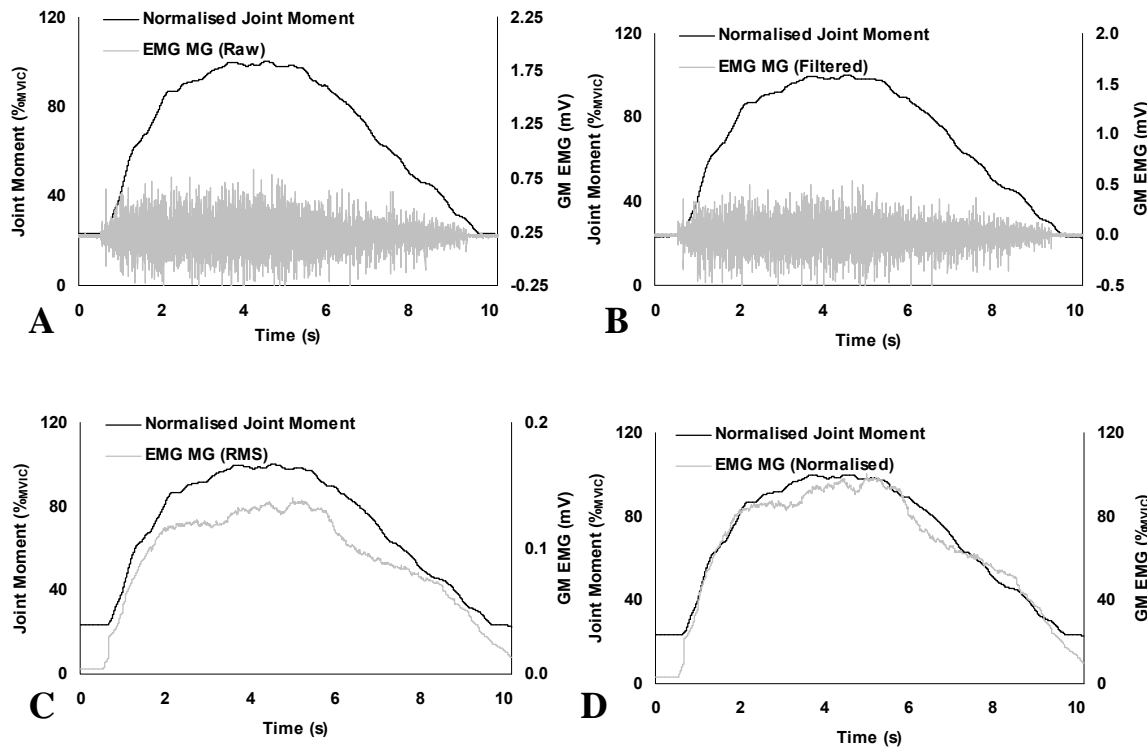 Normalised Joint Moment
EMG MG (Raw)
Joint Moment (%MVIC)
120
80
40
0
2.25
1.75
1.25
0.75
0.25
-0.25
GM EMG (mV)
0 2 4 6 8 10
Time (s)
A
Normalised Joint Moment
EMG MG (Filtered)
Joint Moment (%MVIC)
120
80
40
0
2.0
1.5
1.0
0.5
0.0
-0.5
GM EMG (mV)
0 2 4 6 8 10
Time (s)
B
Normalised Joint Moment
EMG MG (RMS)
Joint Moment (%MVIC)
120
80
40
0
0.2
0.1
0.0
GM EMG (mV)
0 2 4 6 8 10
Time (s)
C
Normalised Joint Moment
EMG MG (Normalised)
Joint Moment (%MVIC)
120
80
40
0
120
80
40
0
GM EMG (%MVIC)
0 2 4 6 8 10
Time (s)
D